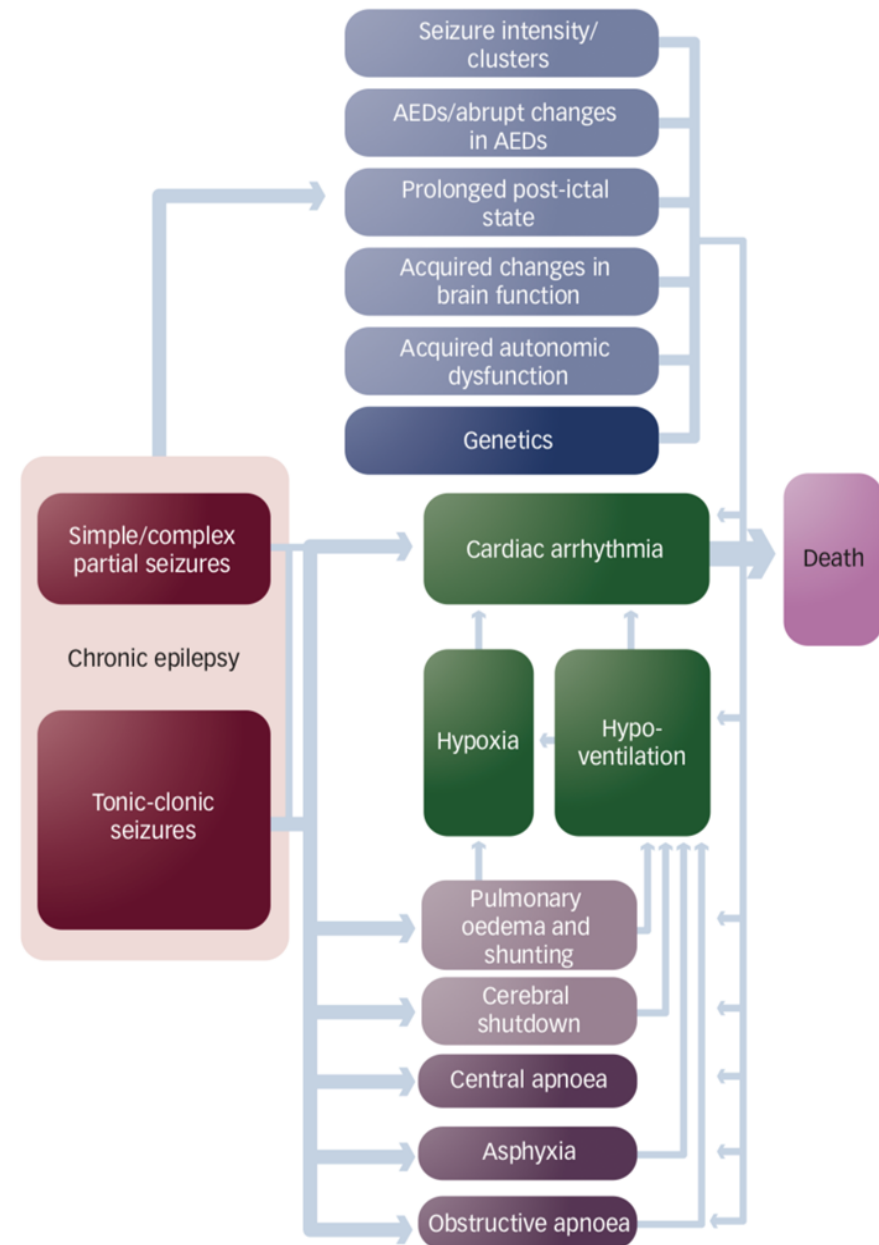 Seizure intensity/
clusters
AEDs/abrupt changes
in AEDs
Prolonged post-ictal
state
Acquired changes in
brain function
Acquired autonomic
dysfunction
Genetics
Simple/complex
partial seizures
Chronic epilepsy
Tonic-clonic
seizures
Cardiac arrhythmia
Death
Hypoxia
Hypo-
ventilation
Pulmonary
oedema and
shunting
Cerebral
shutdown
Central apnoea
Asphyxia
Obstructive apnoea